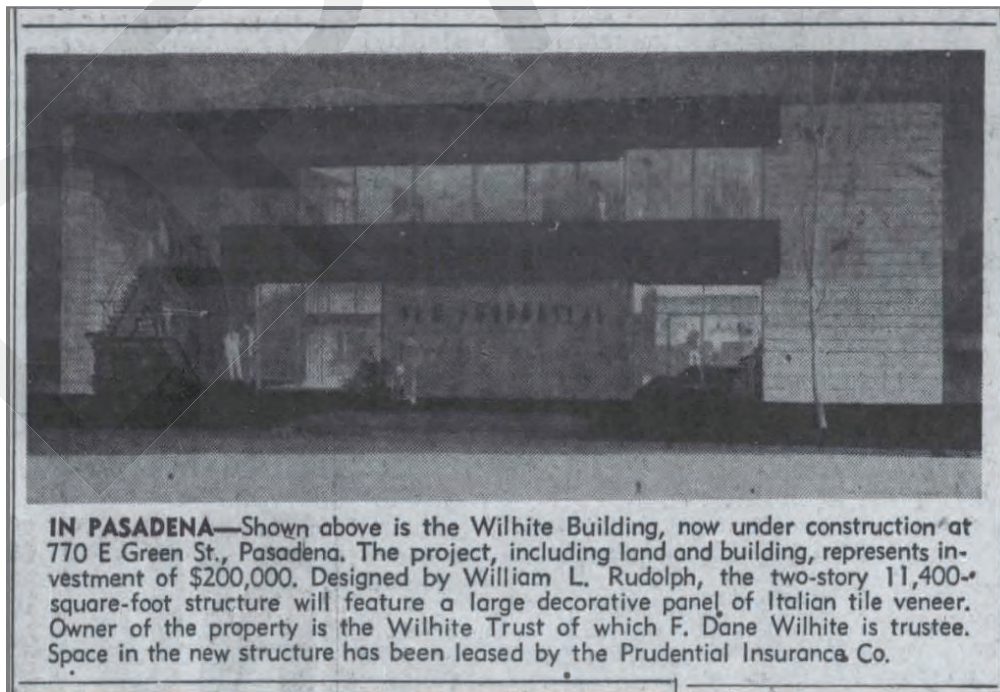 IN PASADENA—Shown above is the Wilhite Building, now under construction at
770 E Green St., Pasadena. The project, including land and building, represents in-
vestment of $200,000. Designed by William L. Rudolph, the two-story 11,400-
square-foot structure will feature a large decorative panel of Italian tile veneer.
Owner of the property is the Wilhite Trust of which F. Dane Wilhite is trustee.
Space in the new structure has been leased by the Prudential Insurance Co.